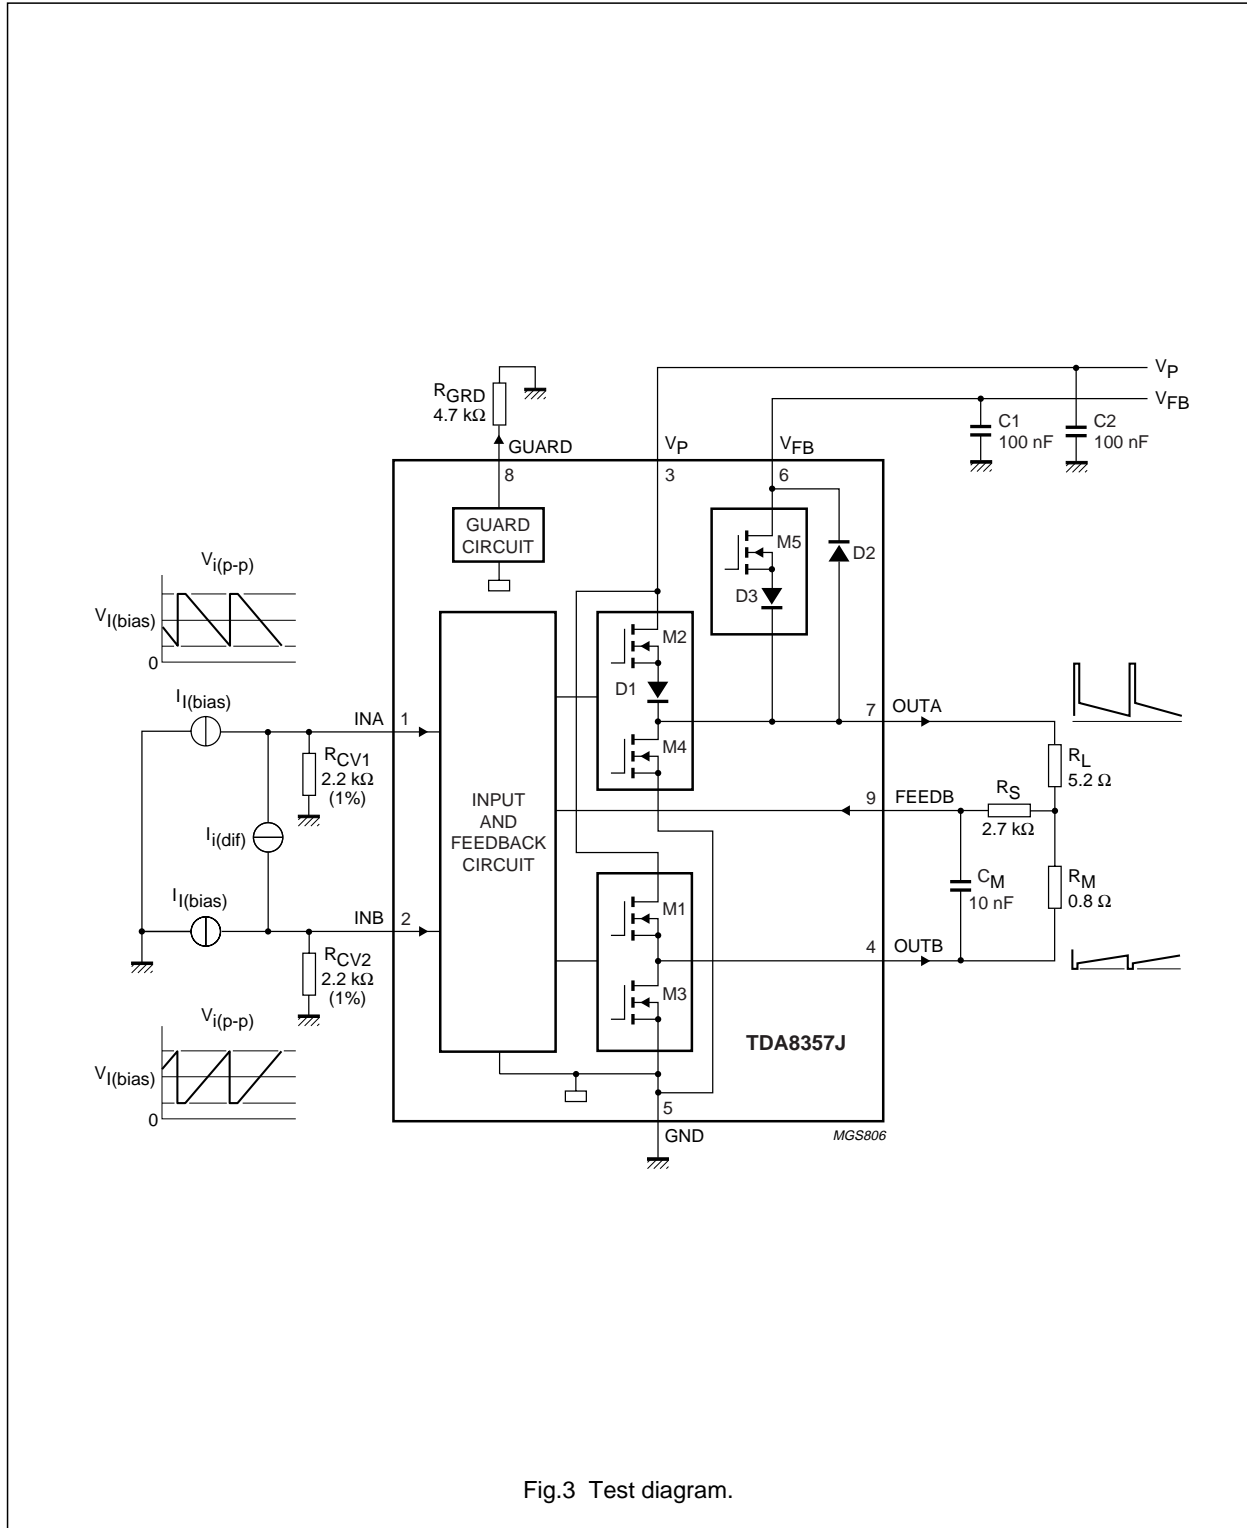 VP
VFB
RGRD
4.7 kΩ
C1
100 nF
C2
100 nF
GUARD
VP
VFB
8
3
6
GUARD
CIRCUIT
M5
D2
D3
Vi(p-p)
VI(bias)
0
M2
D1
M4
II(bias)
INA
1
7
OUTA
RCV1
2.2 kΩ
(1%)
RL
5.2 Ω
INPUT
AND
FEEDBACK
CIRCUIT
9
FEEDB
RS
2.7 kΩ
Ii(dif)
CM
10 nF
RM
0.8 Ω
II(bias)
INB
2
M1
4
OUTB
RCV2
2.2 kΩ
(1%)
M3
Vi(p-p)
VI(bias)
0
TDA8357J
5
GND
MGS806
Fig.3 Test diagram.